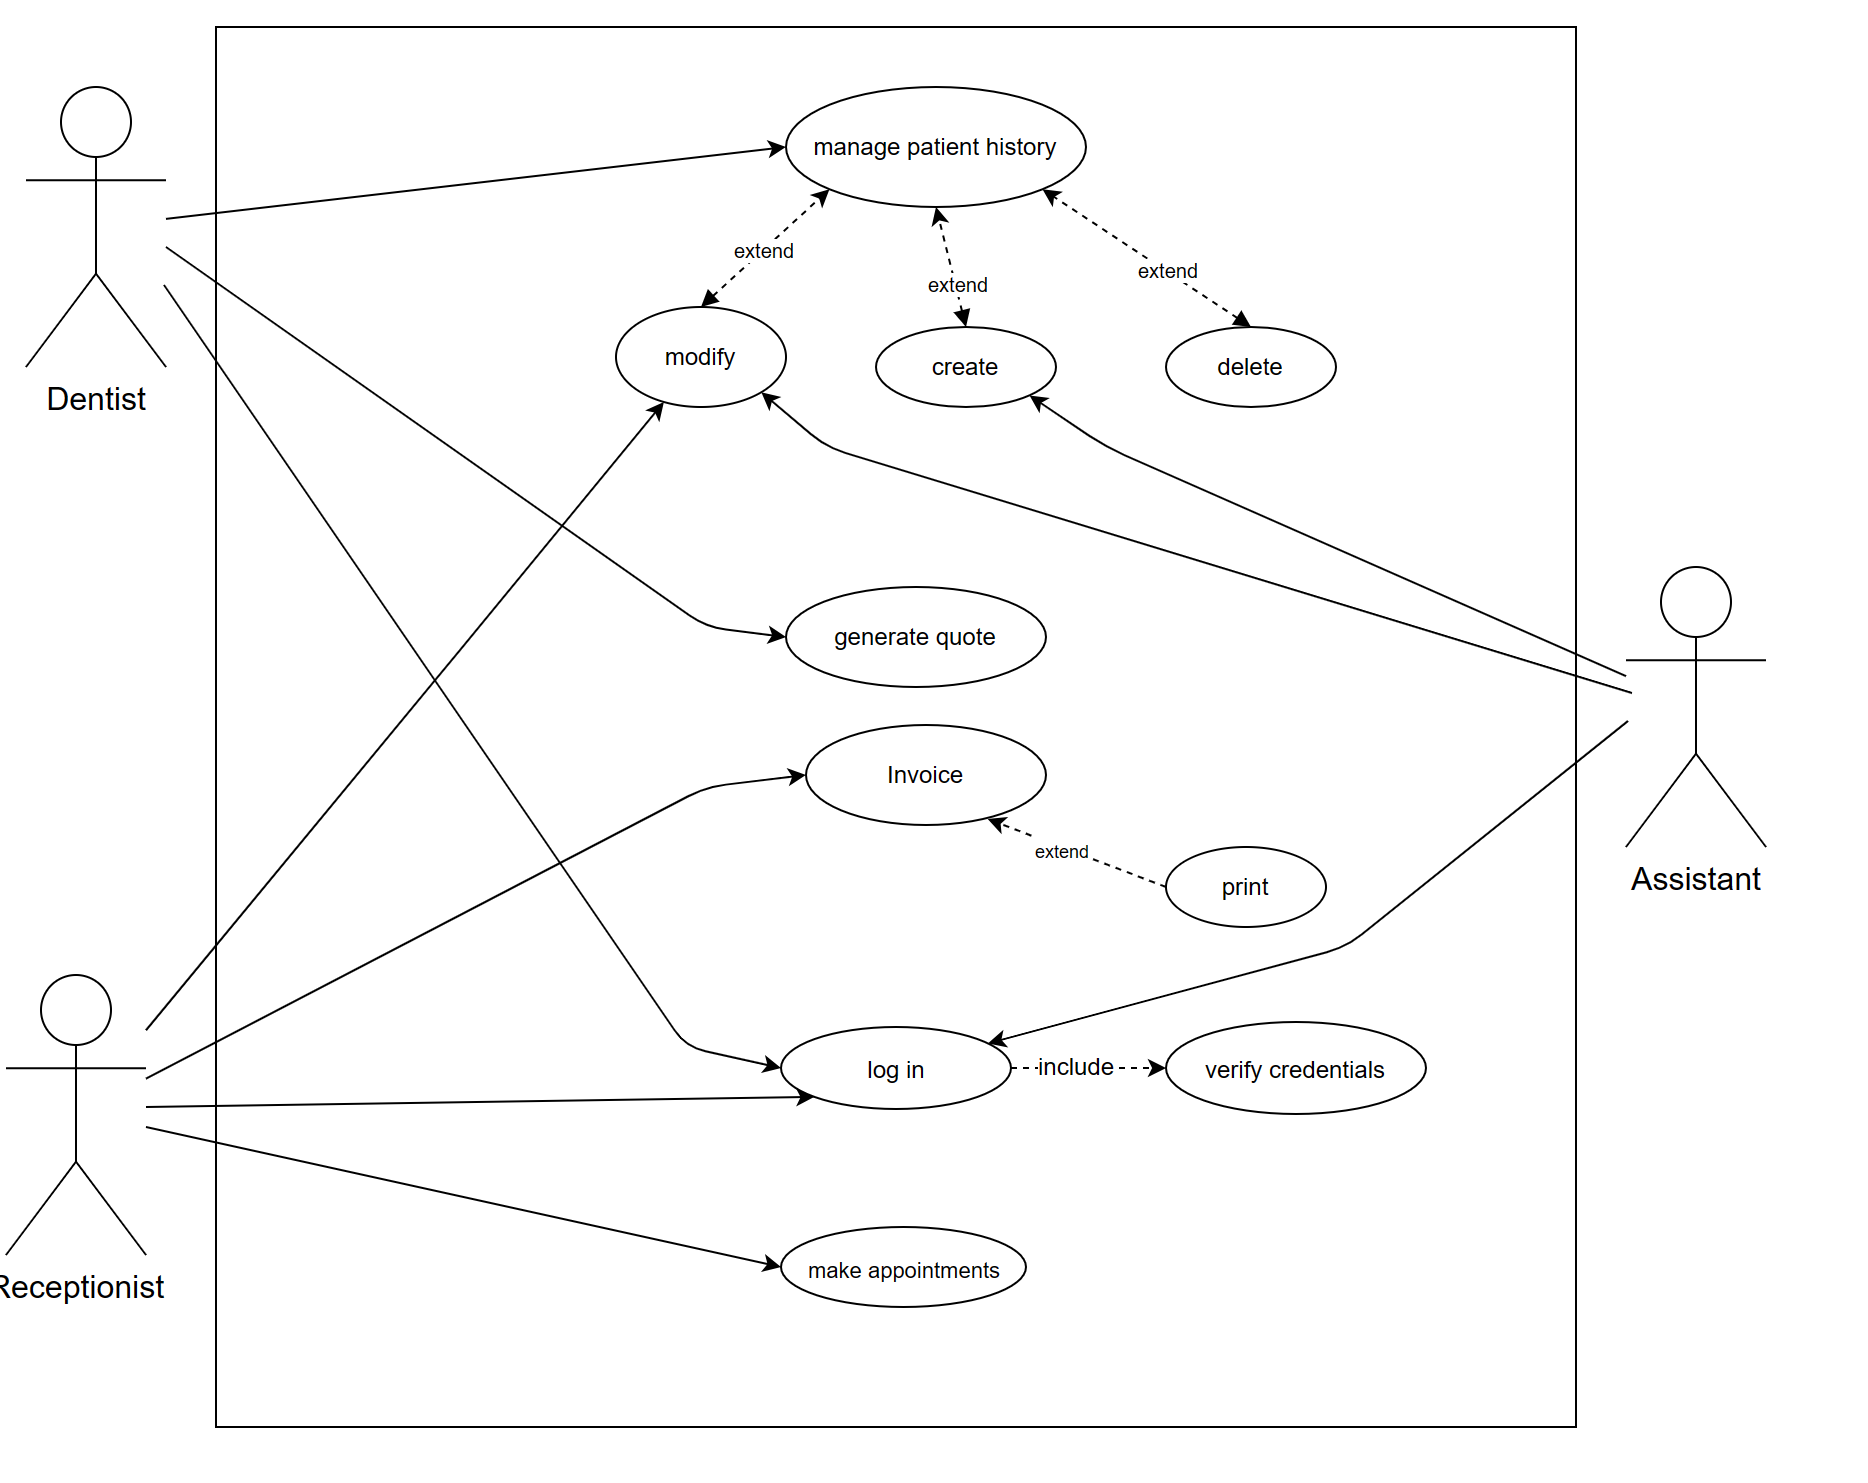 manage patient history
extend
extend
extend
modify
create
delete
Dentist
generate quote
Invoice
extend
print
Assistant
log in
include
verify credentials
make appointments
Receptionist